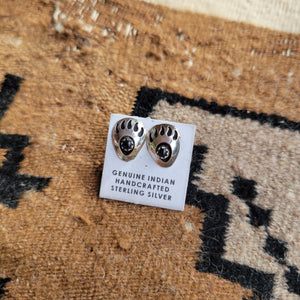 GENUINE INDIAN
HANDCRAFTED
STERLING SILVER